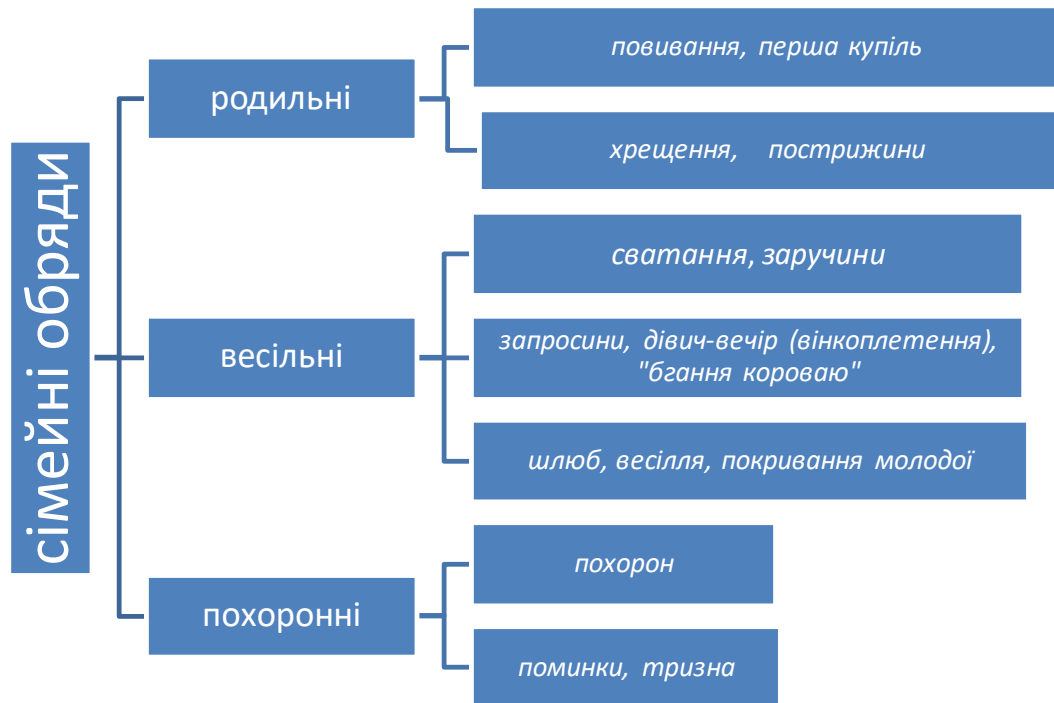 сімейні обряди
родильні
повивання, перша купіль
хрещення, пострижини
весільні
сватання, заручини
запросини, дівич-вечір (вінкоплетення),
"бгання короваю"
шлюб, весілля, покривання молодої
похоронні
похорон
поминки, тризна